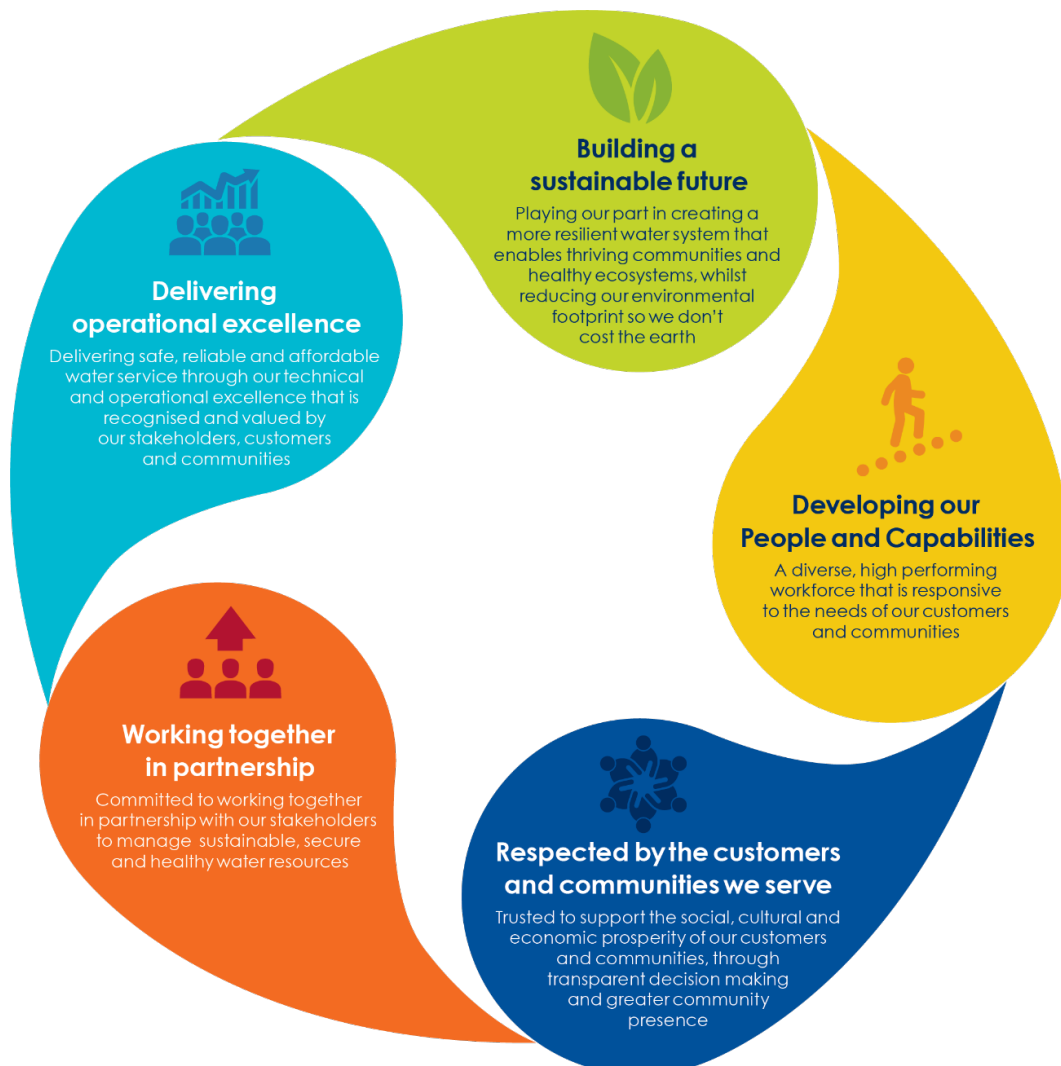 Building a
sustainable future
Playing our part in creating a
more resilient water system that
enables thriving communities and
healthy ecosystems, whilst
reducing our environmental
footprint so we don't
cost the earth
Delivering
operational excellence
Delivering safe, reliable and affordable
water service through our technical
and operational excellence that is
recognised and valued by
our stakeholders, customers
and communities
Developing our
People and Capabilities
A diverse, high performing
workforce that is responsive
to the needs of our customers
and communities
Working together
in partnership
Committed to working together
in partnership with our stakeholders
to manage sustainable, secure
and healthy water resources
Respected by the customers
and communities we serve
Trusted to support the social, cultural and
economic prosperity of our customers
and communities, through
transparent decision making
and greater community
presence